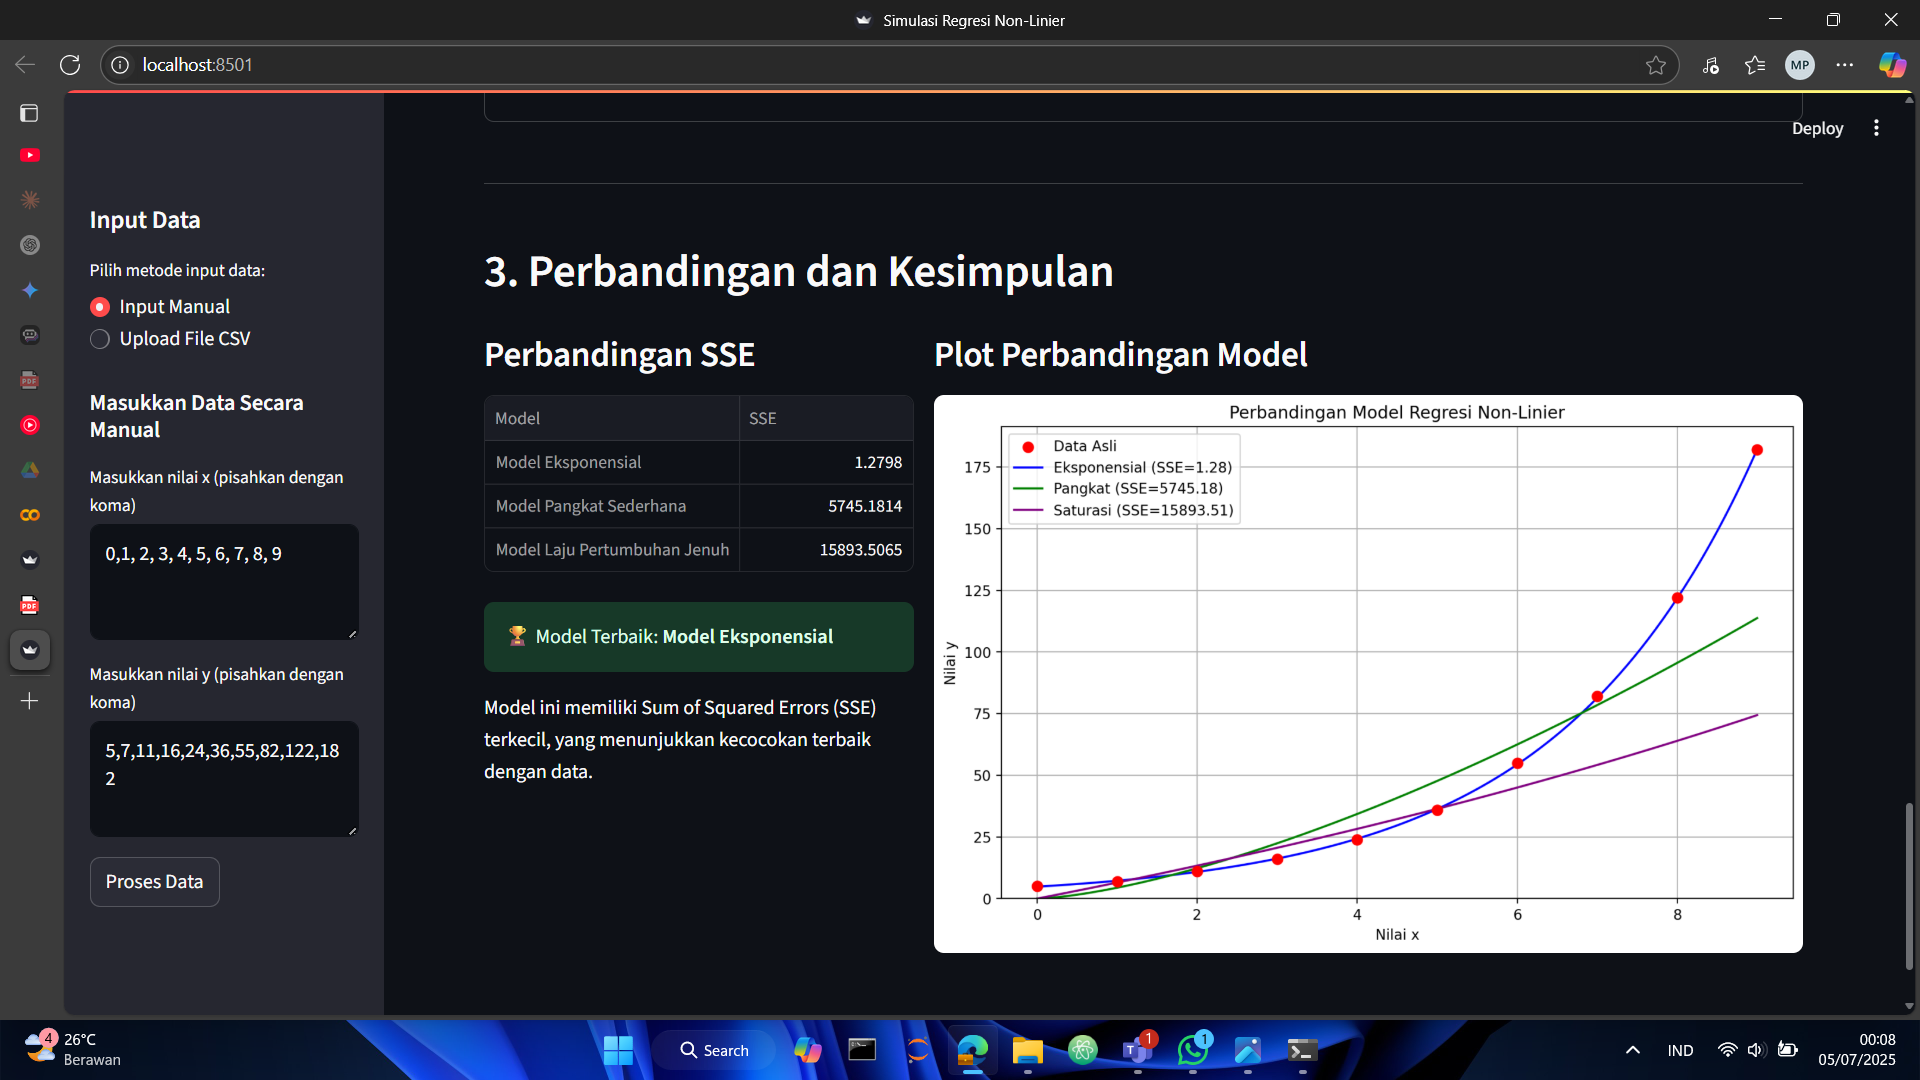 Simulasi Regresi Non-Linier
localhost:8501
MP
Deploy
Input Data
Pilih metode input data:
Input Manual
Upload File CSV
Masukkan Data Secara
Manual
Masukkan nilai x (pisahkan dengan
koma)
0,1, 2, 3, 4, 5, 6, 7, 8, 9
Masukkan nilai y (pisahkan dengan
koma)
5,7,11,16,24,36,55,82,122,18
2
Proses Data
3. Perbandingan dan Kesimpulan
Perbandingan SSE
Model SSE
Model Eksponensial 1.2798
Model Pangkat Sederhana 5745.1814
Model Laju Pertumbuhan Jenuh 15893.5065
🏆 Model Terbaik: Model Eksponensial
Model ini memiliki Sum of Squared Errors (SSE)
terkecil, yang menunjukkan kecocokan terbaik
dengan data.
Plot Perbandingan Model
Perbandingan Model Regresi Non-Linier
Data Asli
Eksponensial (SSE=1.28)
Pangkat (SSE=5745.18)
Saturasi (SSE=15893.51)
175
150
125
100
75
50
25
0
Nilai y
0 2 4 6 8
Nilai x
PDF
PDF
4
26°C
Berawan
Search
1
1
IND
00:08
05/07/2025